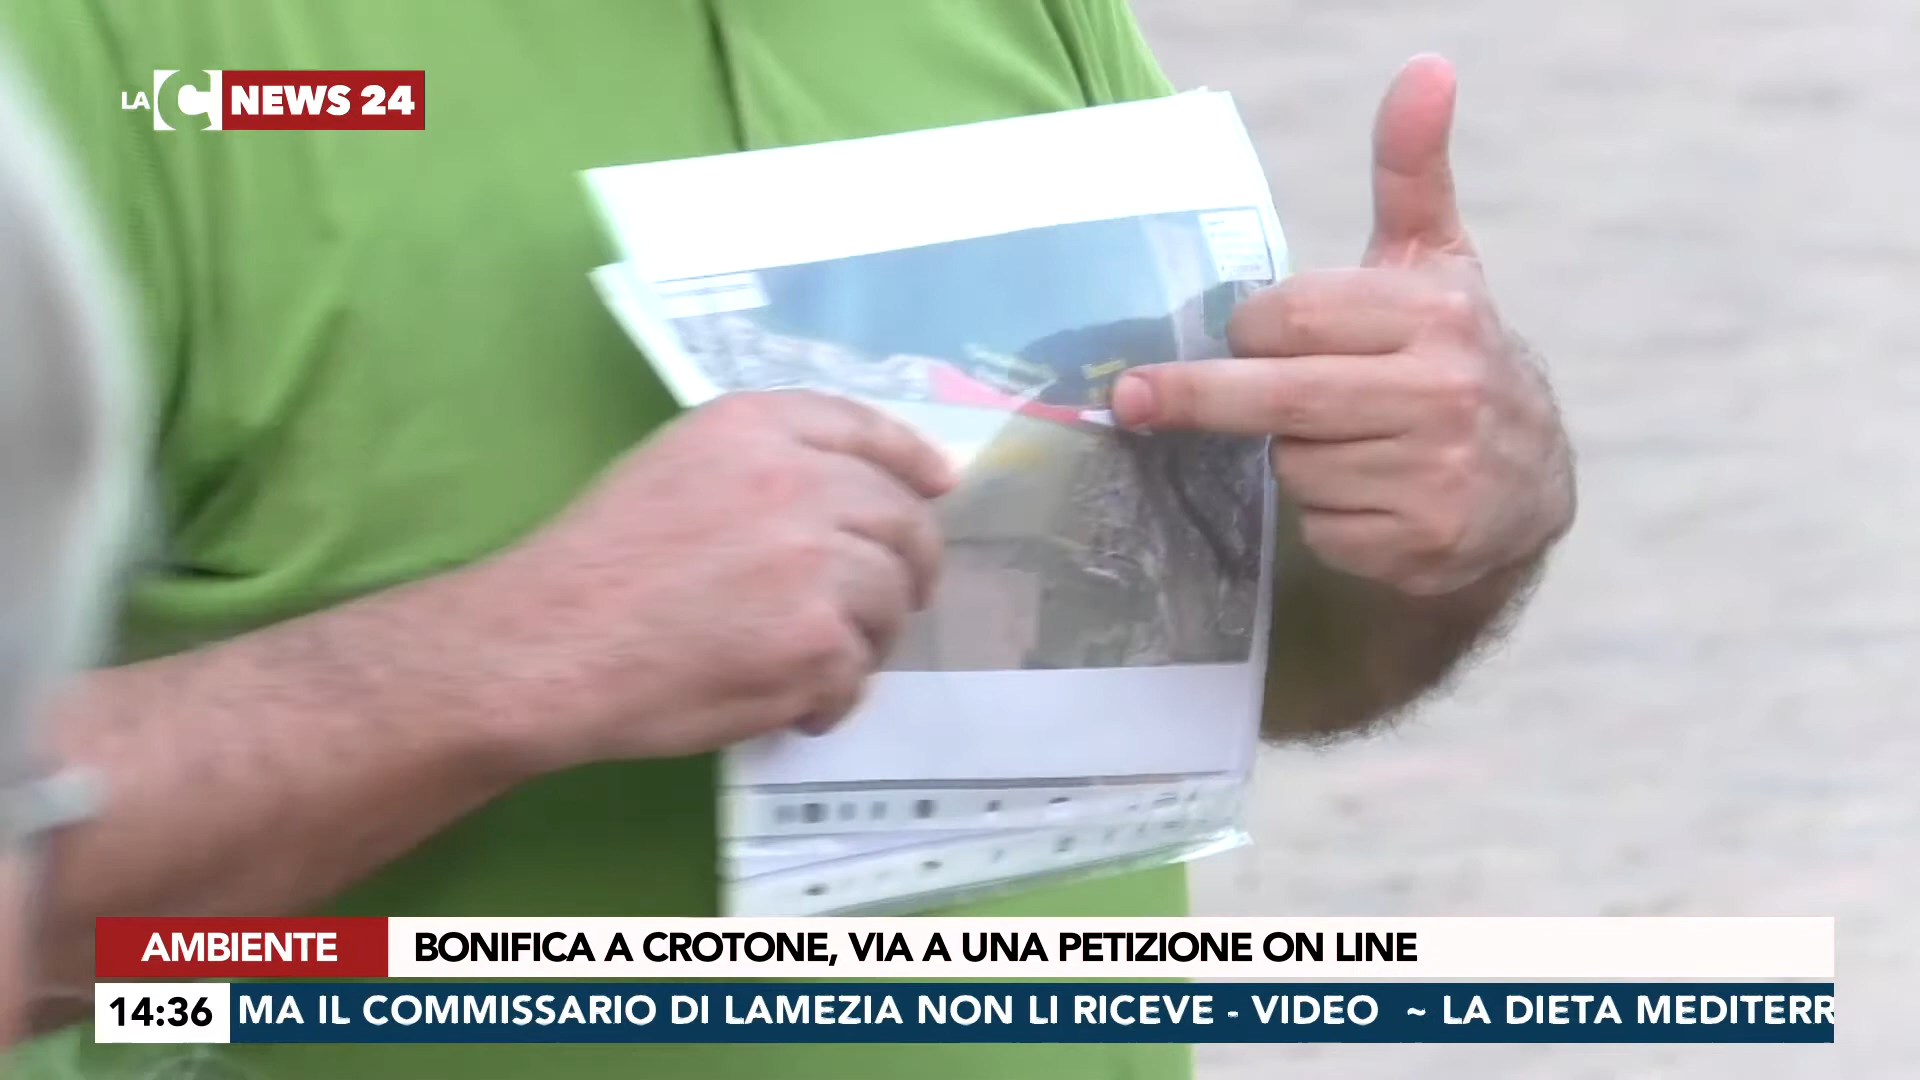 LA C NEWS 24
AMBIENTE
BONIFICA A CROTONE, VIA A UNA PETIZIONE ON LINE
14:36
MA IL COMMISSARIO DI LAMEZIA NON LI RICEVE - VIDEO ~ LA DIETA MEDITERR